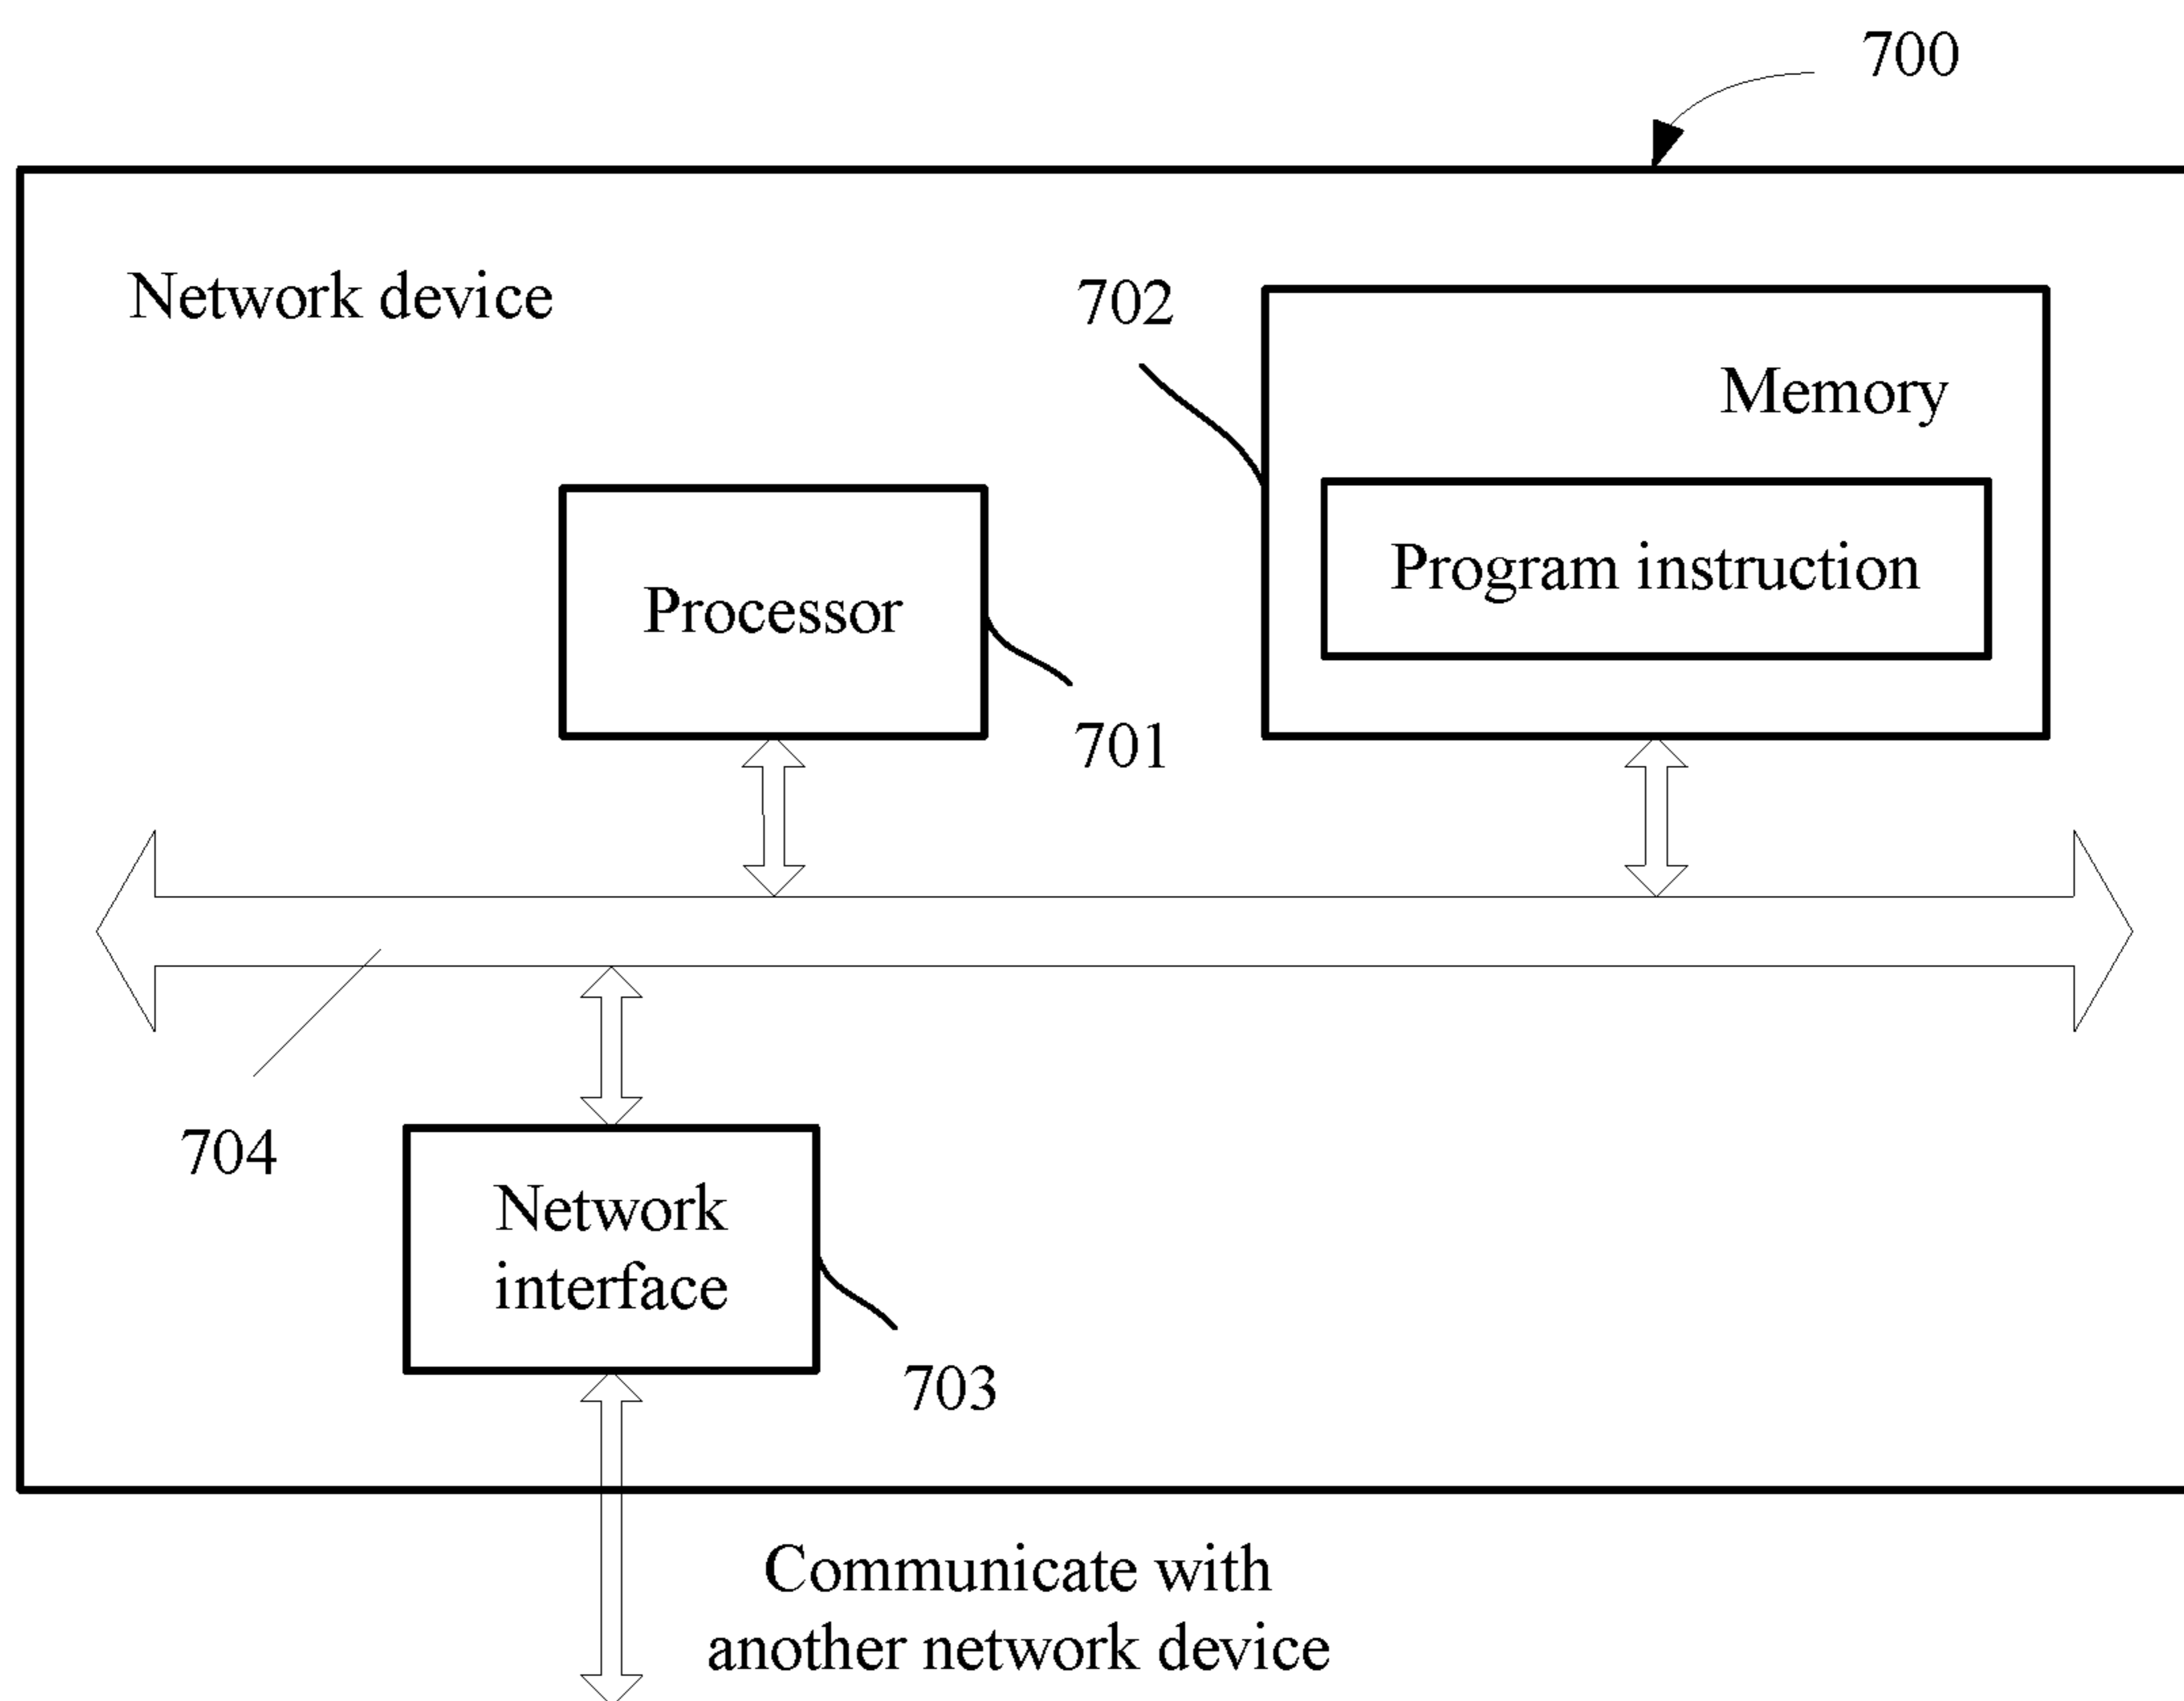 700
Network device
702
Memory
Program instruction
Processor
701
704
Network
interface
703
Communicate with
another network device